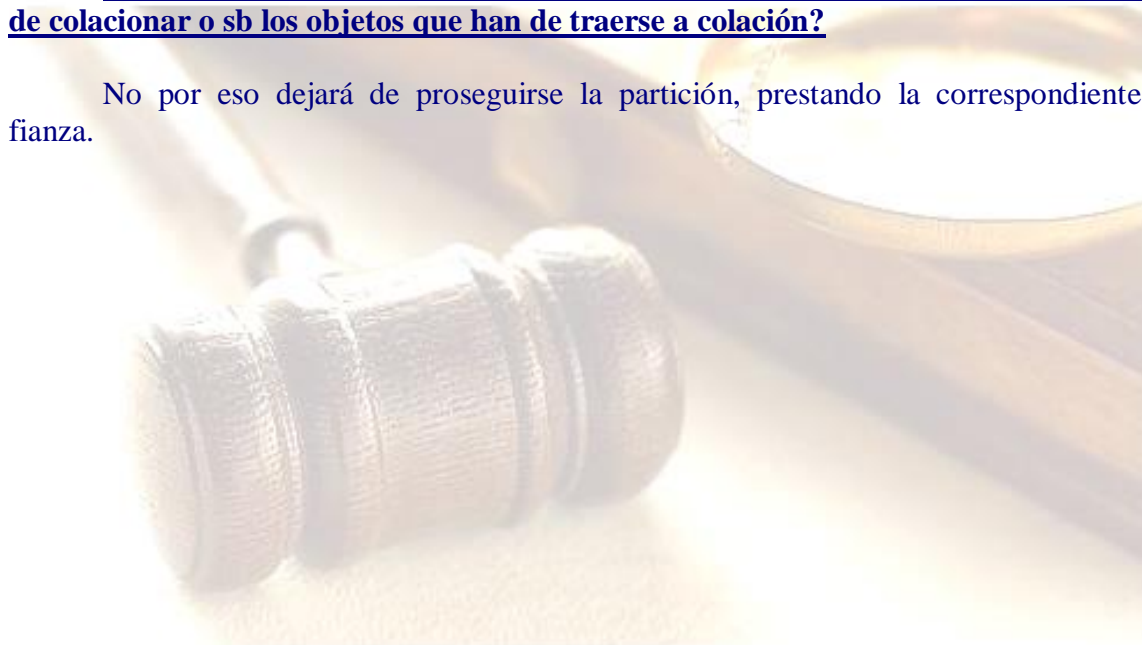 de colacionar o sb los objetos que han de traerse a colación?
No por eso dejará de proseguirse la partición, prestando la correspondiente
fianza.